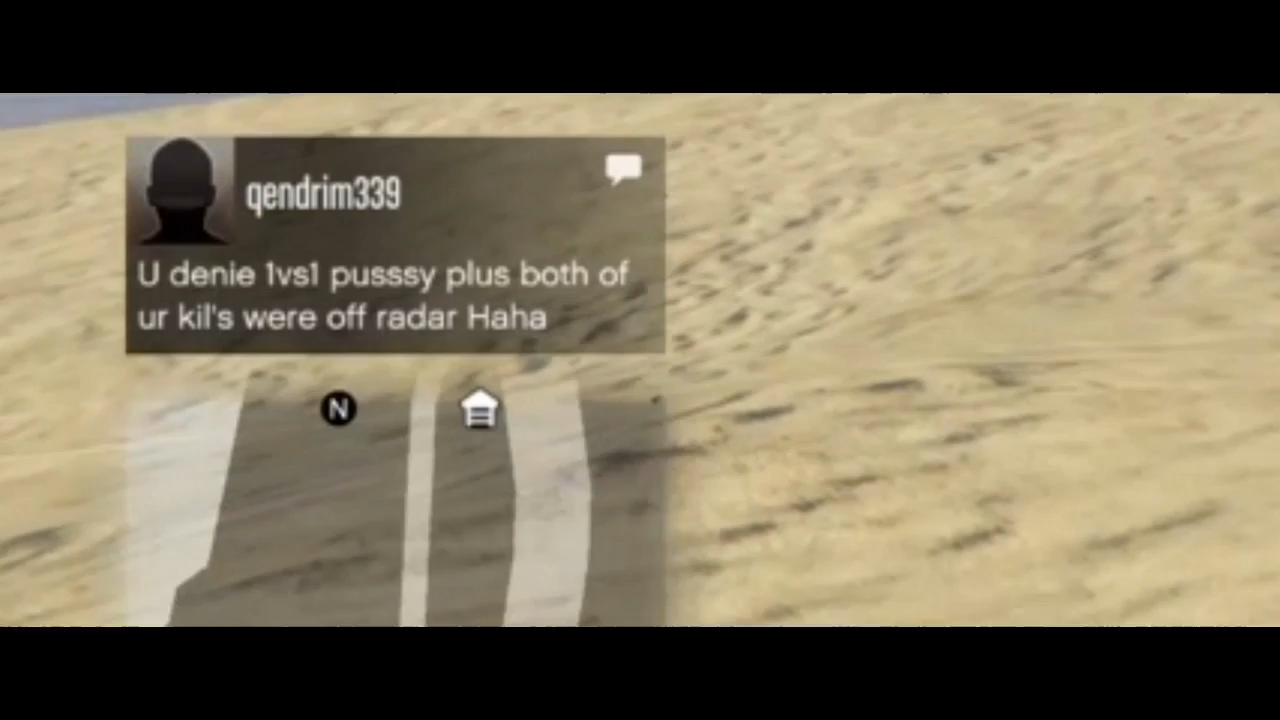 qendrim339
U denie 1vs1 pusssy plus both of
ur kil's were off radar Haha
N